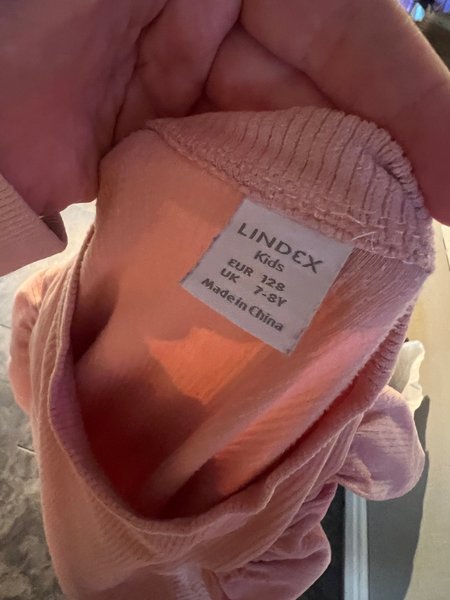 LINDEX
Kids
EUR 128
UK 7-8Y
Made in China